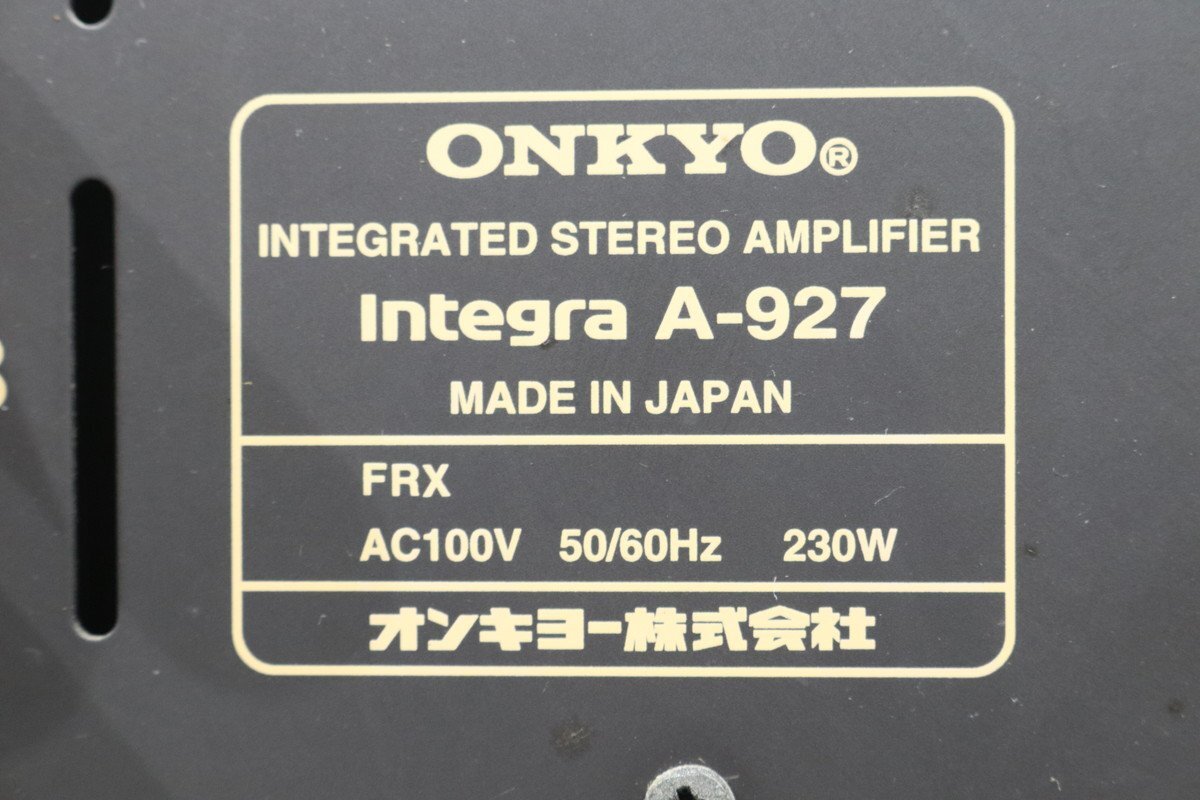 ONKYO®
INTEGRATED STEREO AMPLIFIER
Integra A-927
MADE IN JAPAN
FRX
AC100V 50/60Hz 230W
オンキヨー株式会社